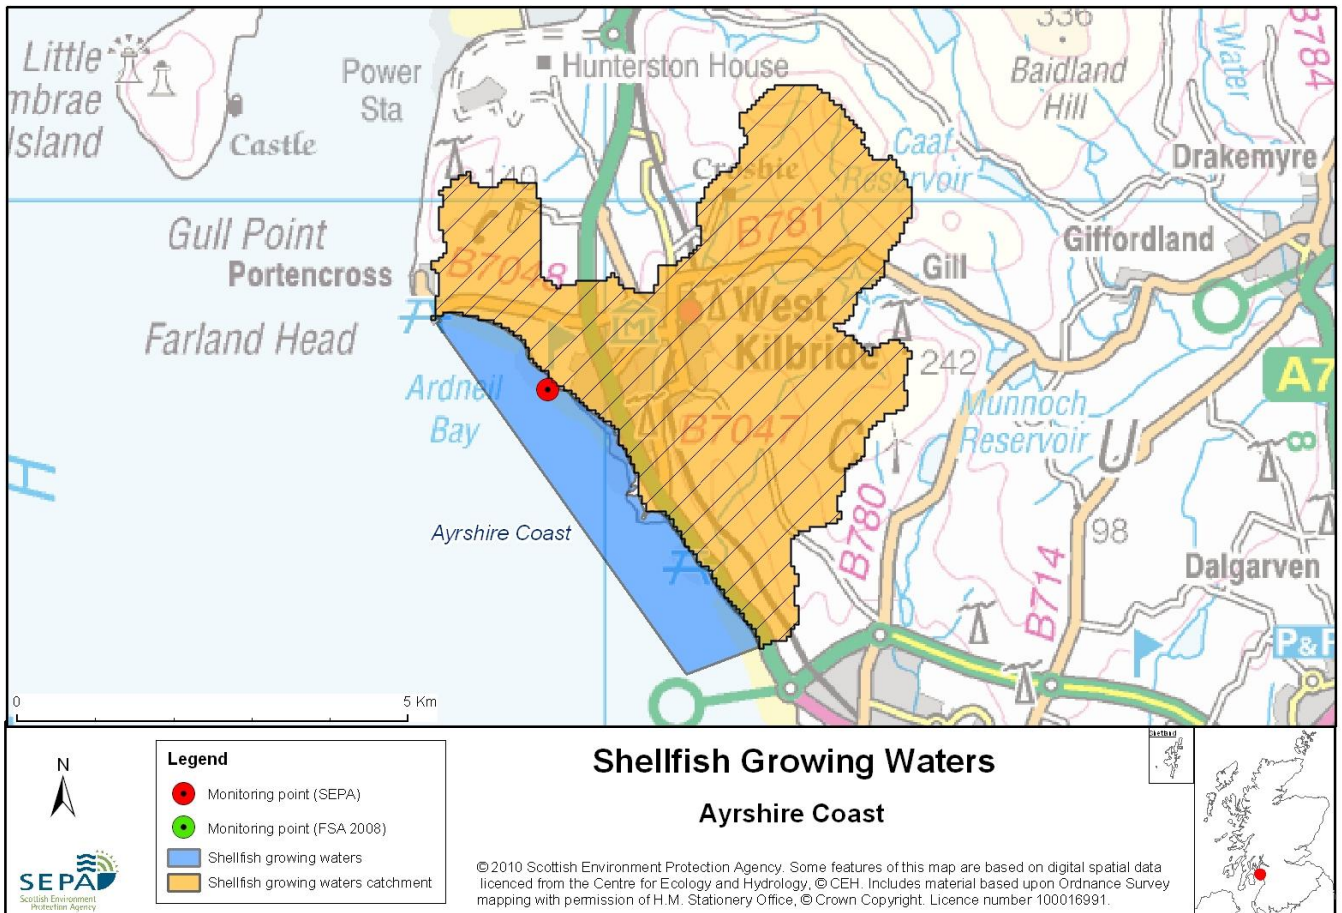 Little
mbrae
Island
Castle
Power
Sta
Hunterston House
336
Baidland
Hill
Water
B784
Drakemyre
Caaf
Reservoir
Crosbie
140
Gull Point
Portencross
Farland Head
B7048
B781
Gill
Giffordland
West
Kilbride
242
Ardneil
Bay
B7047
C
Munnoch
Reservoir
U
A7
8
H
Ayrshire Coast
B780
B714
98
Dalgarven
P&R
0
5 Km
N
SEPA
Scottish Environment
Protection Agency
Legend
Monitoring point (SEPA)
Monitoring point (FSA 2008)
Shellfish growing waters
Shellfish growing waters catchment
Shellfish Growing Waters
Ayrshire Coast
© 2010 Scottish Environment Protection Agency. Some features of this map are based on digital spatial data
licenced from the Centre for Ecology and Hydrology, © CEH. Includes material based upon Ordnance Survey
mapping with permission of H.M. Stationery Office, © Crown Copyright. Licence number 100016991.
Shetland